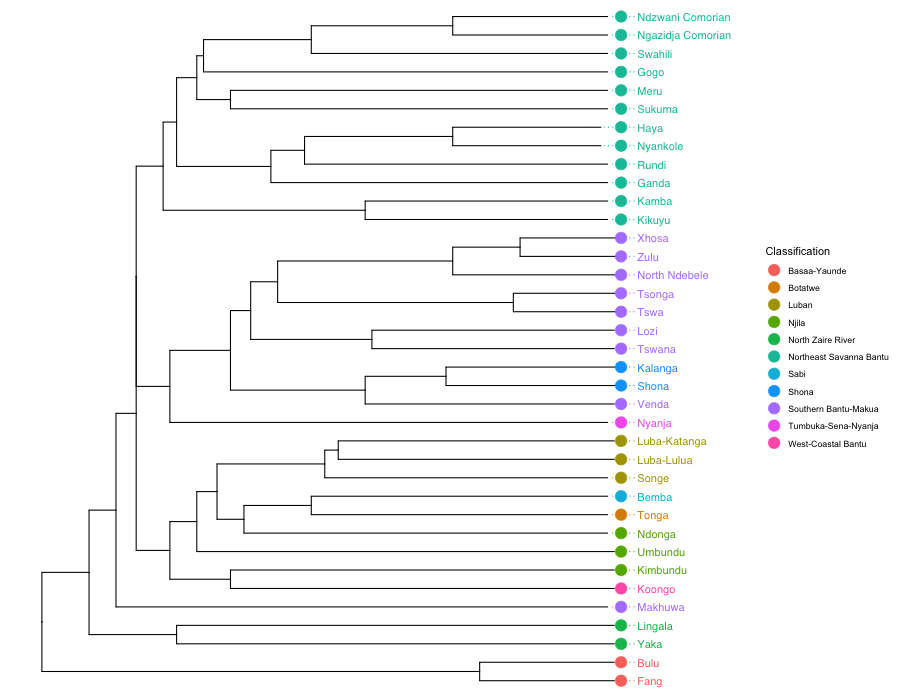 Ndzwani Comorian
Ngazidja Comorian
Swahili
Gogo
Meru
Sukuma
Haya
Nyankole
Rundi
Ganda
Kamba
Kikuyu
Xhosa
Zulu
North Ndebele
Tsonga
Tswa
Lozi
Tswana
Kalanga
Shona
Venda
Nyanja
Luba-Katanga
Luba-Lulua
Songe
Bemba
Tonga
Ndonga
Umbundu
Kimbundu
Koongo
Makhuwa
Lingala
Yaka
Bulu
Fang
Classification
Basaa-Yaunde
Botatwe
Luban
Njila
North Zaire River
Northeast Savanna Bantu
Sabi
Shona
Southern Bantu-Makua
Tumbuka-Sena-Nyanja
West-Coastal Bantu